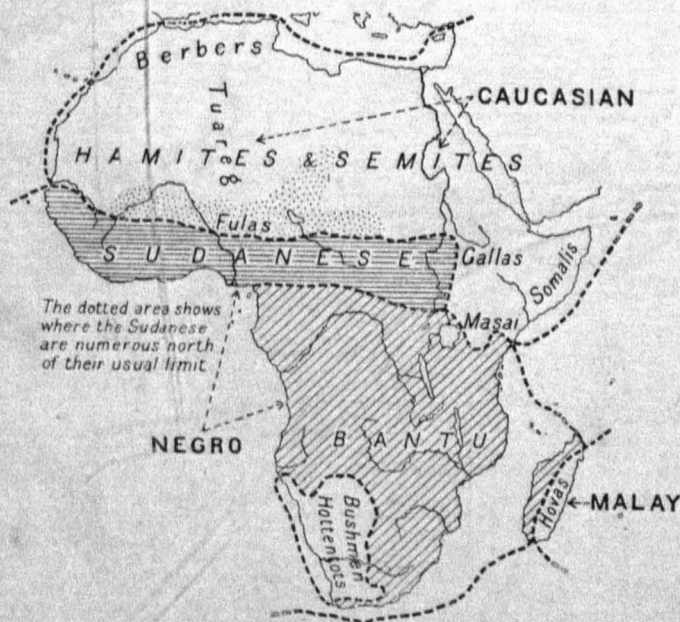 Berbers
Tuareg
CAUCASIAN
HAMITES & SEMITES
Fulas
SUDANESE
Gallas
Somalis
The dotted area shows
where the Sudanese
are numerous north
of their usual limit
Masai
NEGRO
BANTU
Bushmen
Hottentots
Hovas
MALAY